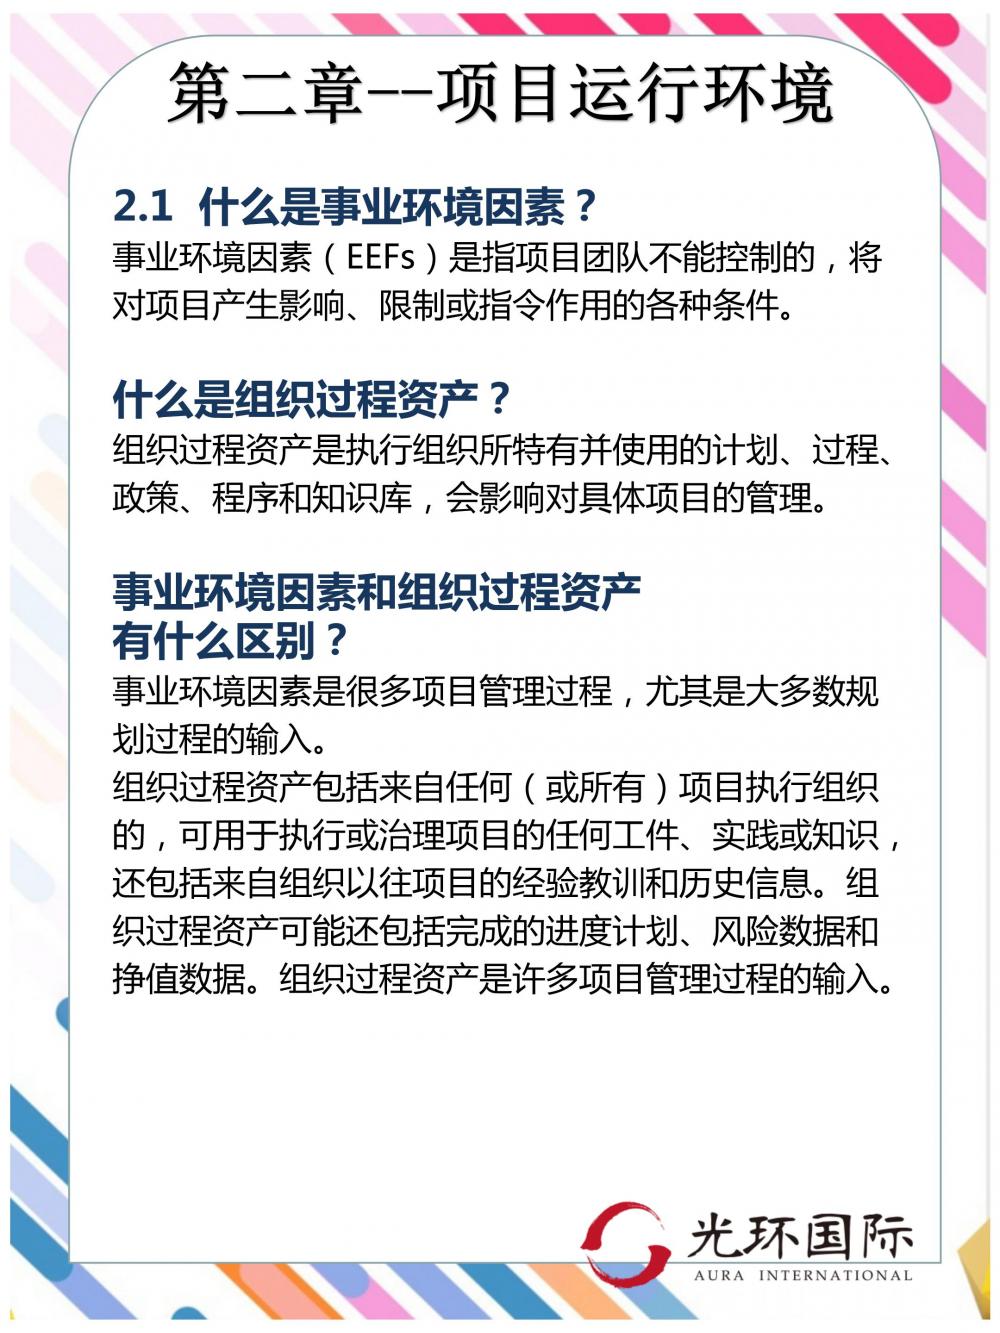 第二章--项目运行环境
2.1 什么是事业环境因素？
事业环境因素（EEFs）是指项目团队不能控制的，将
对项目产生影响、限制或指令作用的各种条件。
什么是组织过程资产？
组织过程资产是执行组织所特有并使用的计划、过程、
政策、程序和知识库，会影响对具体项目的管理。
事业环境因素和组织过程资产
有什么区别？
事业环境因素是很多项目管理过程，尤其是大多数规
划过程的输入。
组织过程资产包括来自任何（或所有）项目执行组织
的，可用于执行或治理项目的任何工件、实践或知识，
还包括来自组织以往项目的经验教训和历史信息。组
织过程资产可能还包括完成的进度计划、风险数据和
挣值数据。组织过程资产是许多项目管理过程的输入。
光环国际
AURA INTERNATIONAL